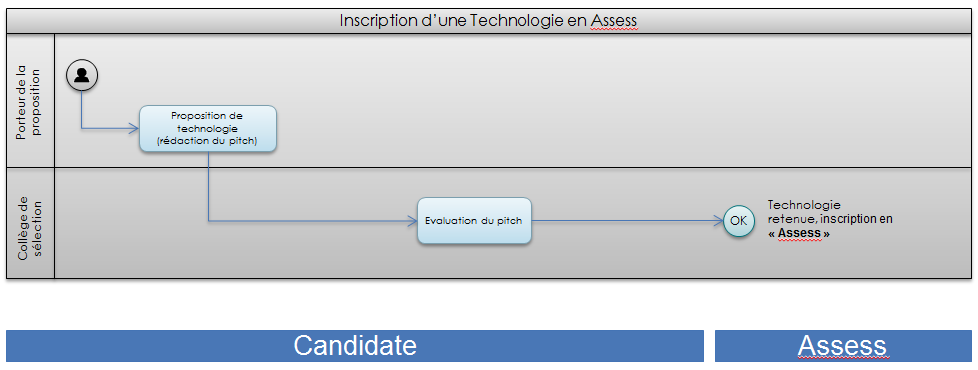 Inscription d’une Technologie en Assess
Porteur de la
proposition
Proposition de
technologie
(rédaction du pitch)
Collège de
sélection
Evaluation du pitch
OK
Technologie
retenue, inscription en
« Assess »
Candidate
Assess